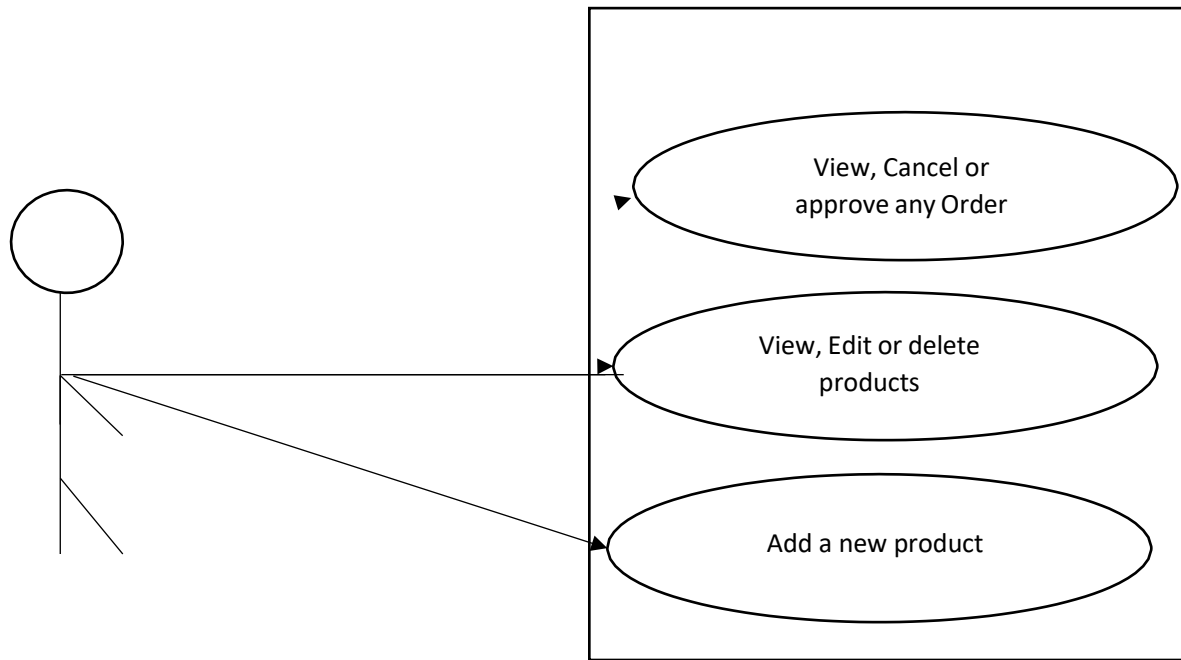 View, Cancel or
approve any Order
View, Edit or delete
products
Add a new product